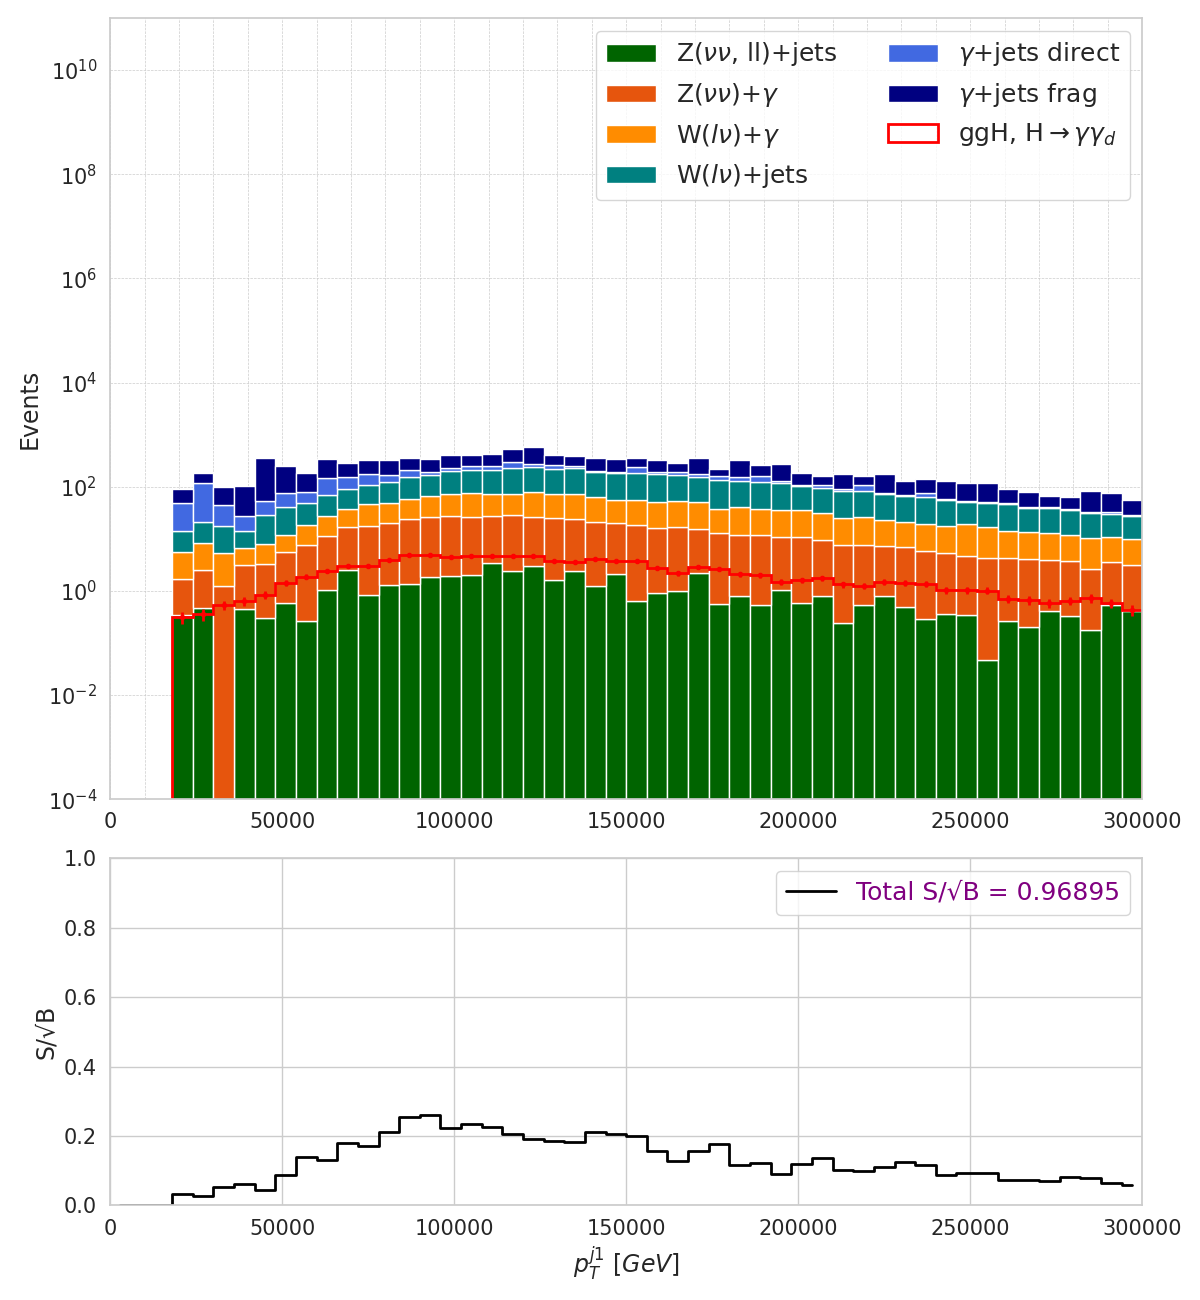 Z(νν, ll)+jets
Z(νν)+γ
W(lν)+γ
W(lν)+jets
γ+jets direct
γ+jets frag
ggH, H→γγ_d
Events
10^10
10^8
10^6
10^4
10^2
10^0
10^−2
10^−4
0 50000 100000 150000 200000 250000 300000
Total S/√B = 0.96895
S/√B
1.0
0.8
0.6
0.4
0.2
0.0
0 50000 100000 150000 200000 250000 300000
p_T^j1 [GeV]